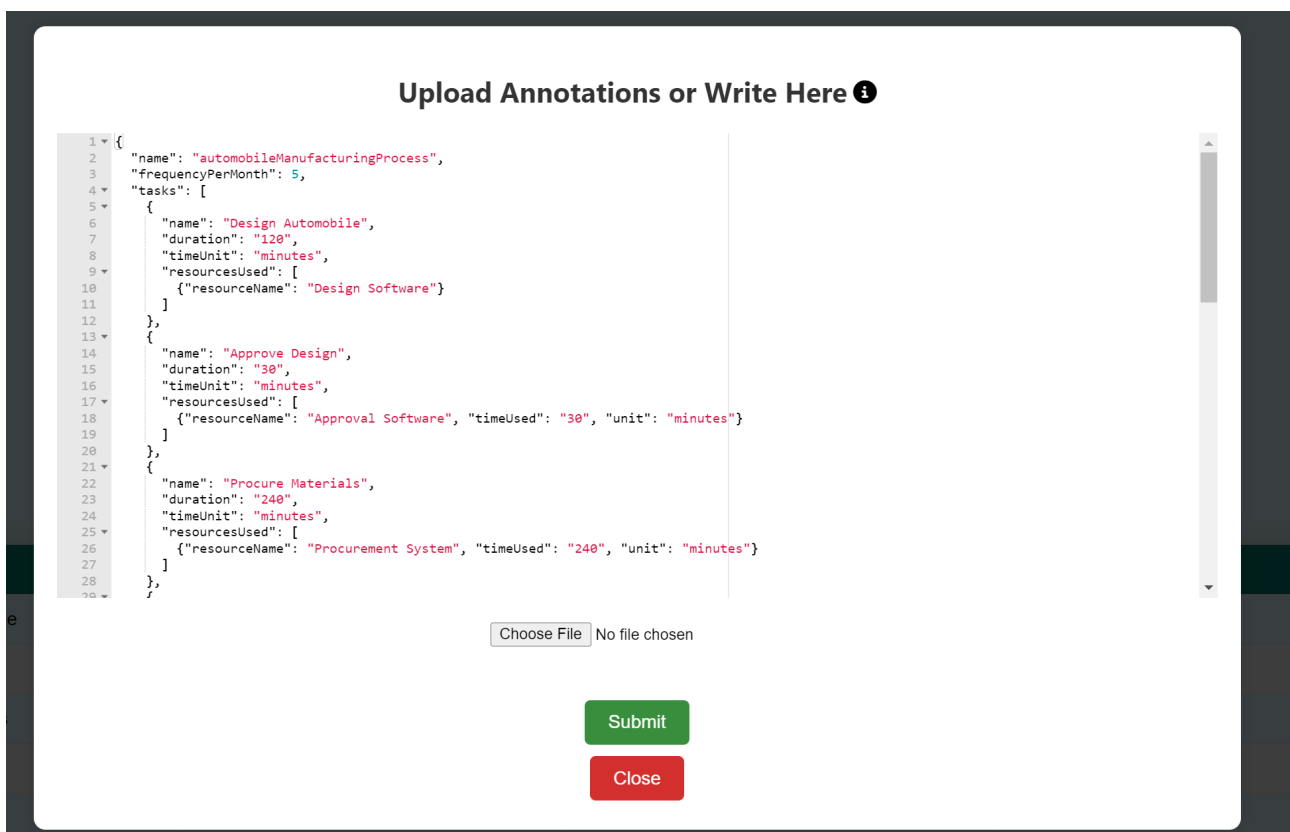 Upload Annotations or Write Here
1 {
2 "name": "automobileManufacturingProcess",
3 "frequencyPerMonth": 5,
4 "tasks": [
5 {
6 "name": "Design Automobile",
7 "duration": "120",
8 "timeUnit": "minutes",
9 "resourcesUsed": [
10 {"resourceName": "Design Software"}
11 ]
12 },
13 {
14 "name": "Approve Design",
15 "duration": "30",
16 "timeUnit": "minutes",
17 "resourcesUsed": [
18 {"resourceName": "Approval Software", "timeUsed": "30", "unit": "minutes"}
19 ]
20 },
21 {
22 "name": "Procure Materials",
23 "duration": "240",
24 "timeUnit": "minutes",
25 "resourcesUsed": [
26 {"resourceName": "Procurement System", "timeUsed": "240", "unit": "minutes"}
27 ]
28 },
29 {
e
Choose File No file chosen
Submit
Close